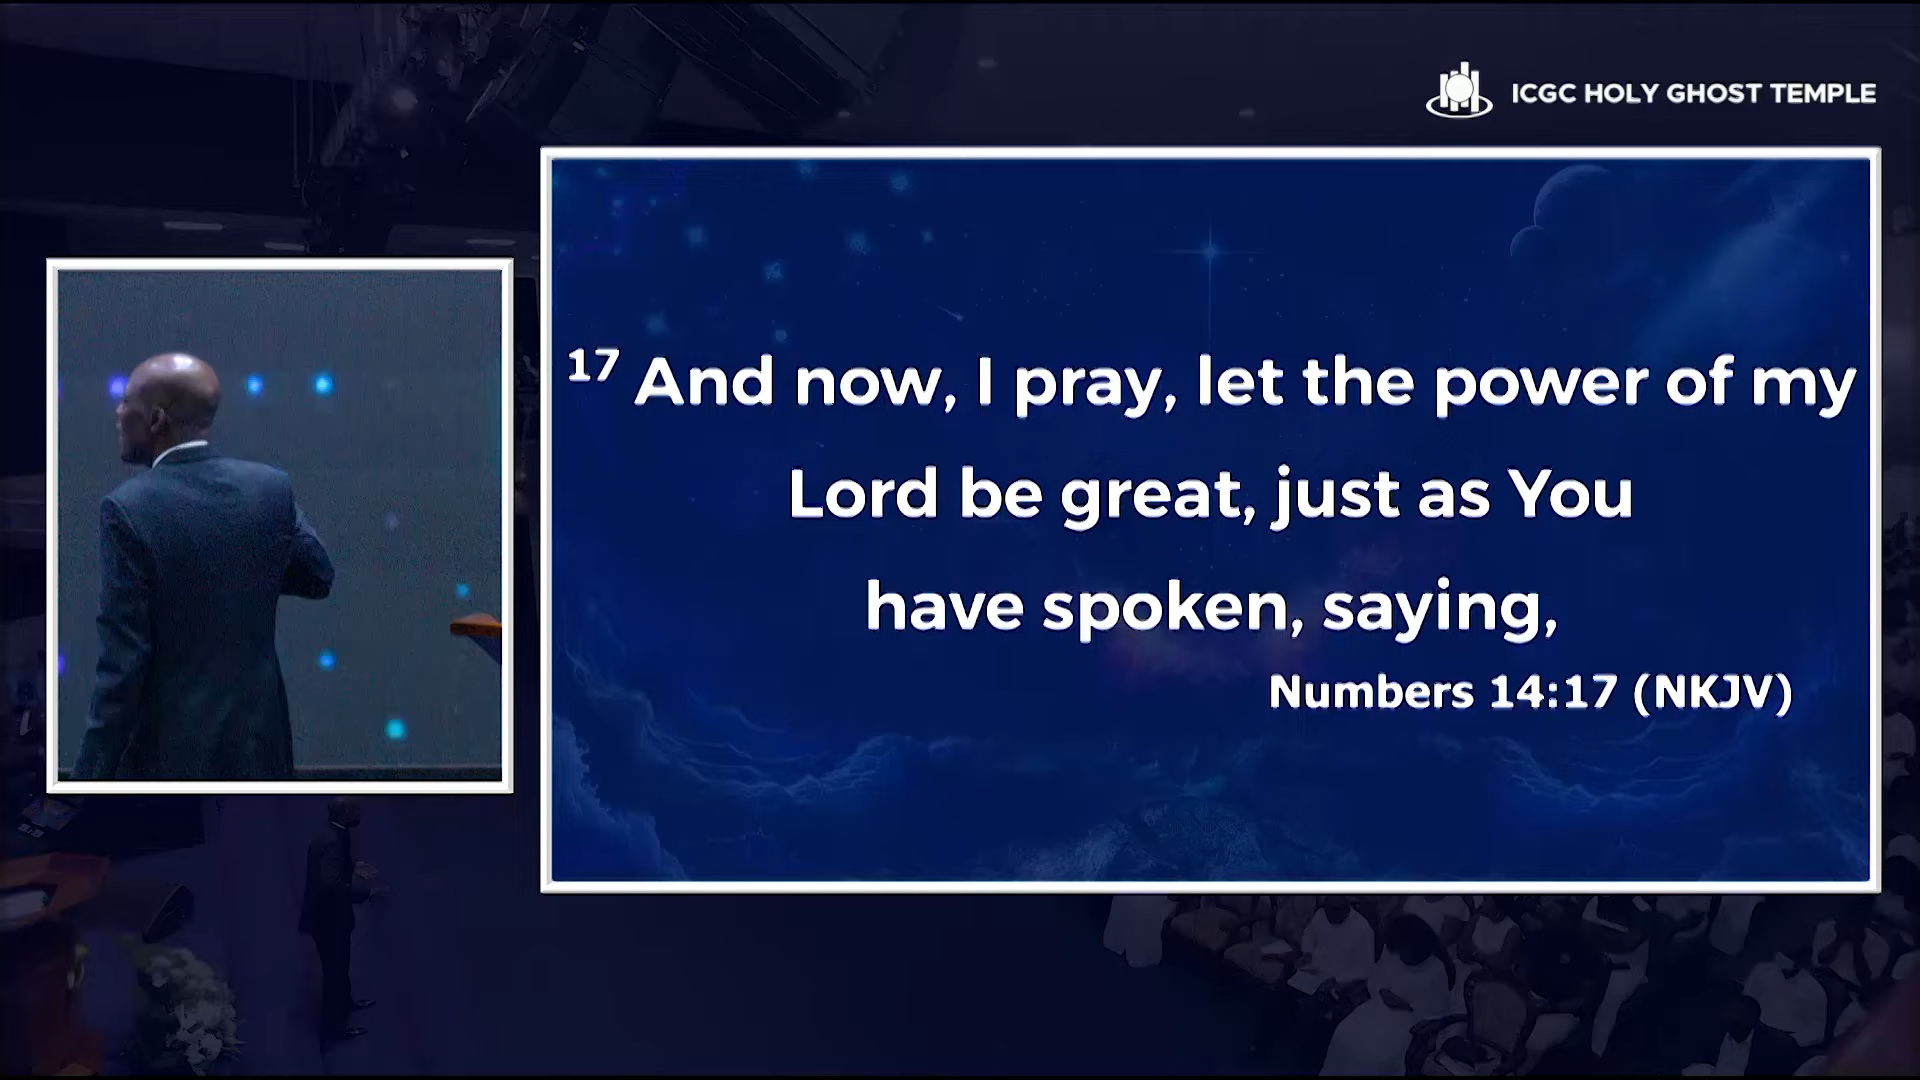 ICGC HOLY GHOST TEMPLE
17 And now, I pray, let the power of my
Lord be great, just as You
have spoken, saying,
Numbers 14:17 (NKJV)